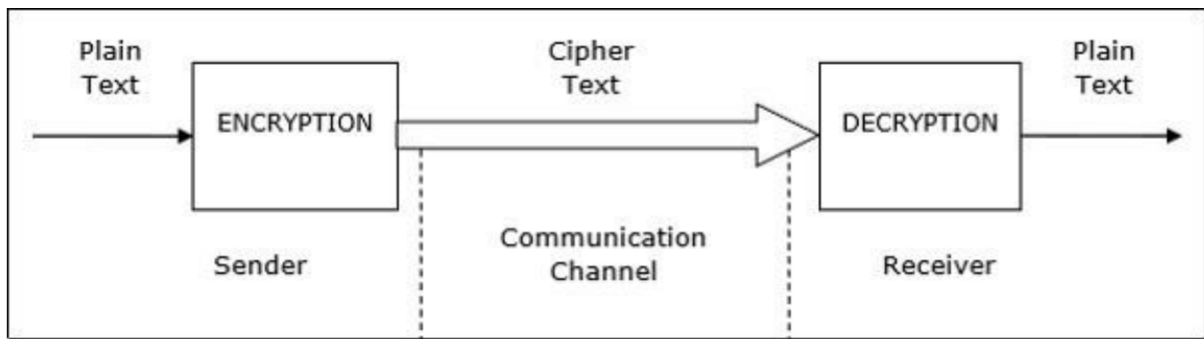 Plain
Text
ENCRYPTION
Cipher
Text
DECRYPTION
Plain
Text
Sender
Communication
Channel
Receiver